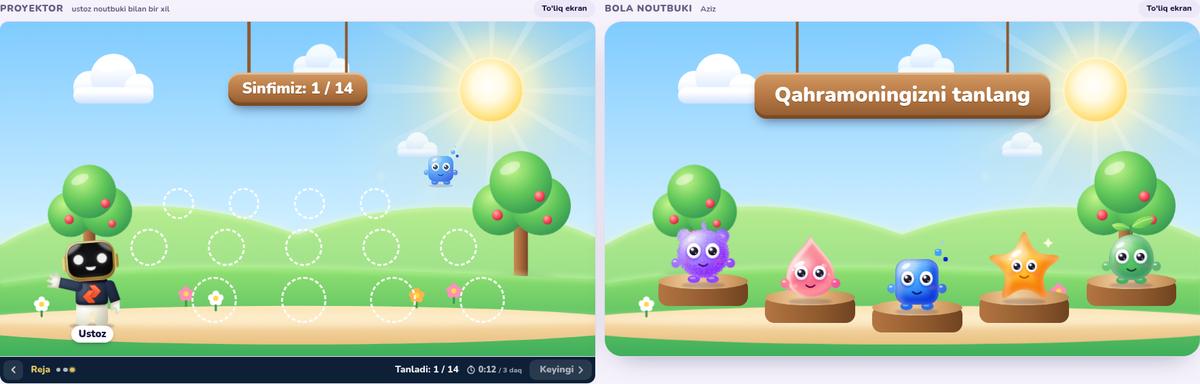 PROYEKTOR ustoz noutbuki bilan bir xil
To'liq ekran
Sinfimiz: 1 / 14
Ustoz
Reja
Tanladi: 1 / 14
0:12 / 3 daq
Keyingi
BOLA NOUTBUKI Aziz
To'liq ekran
Qahramoningizni tanlang